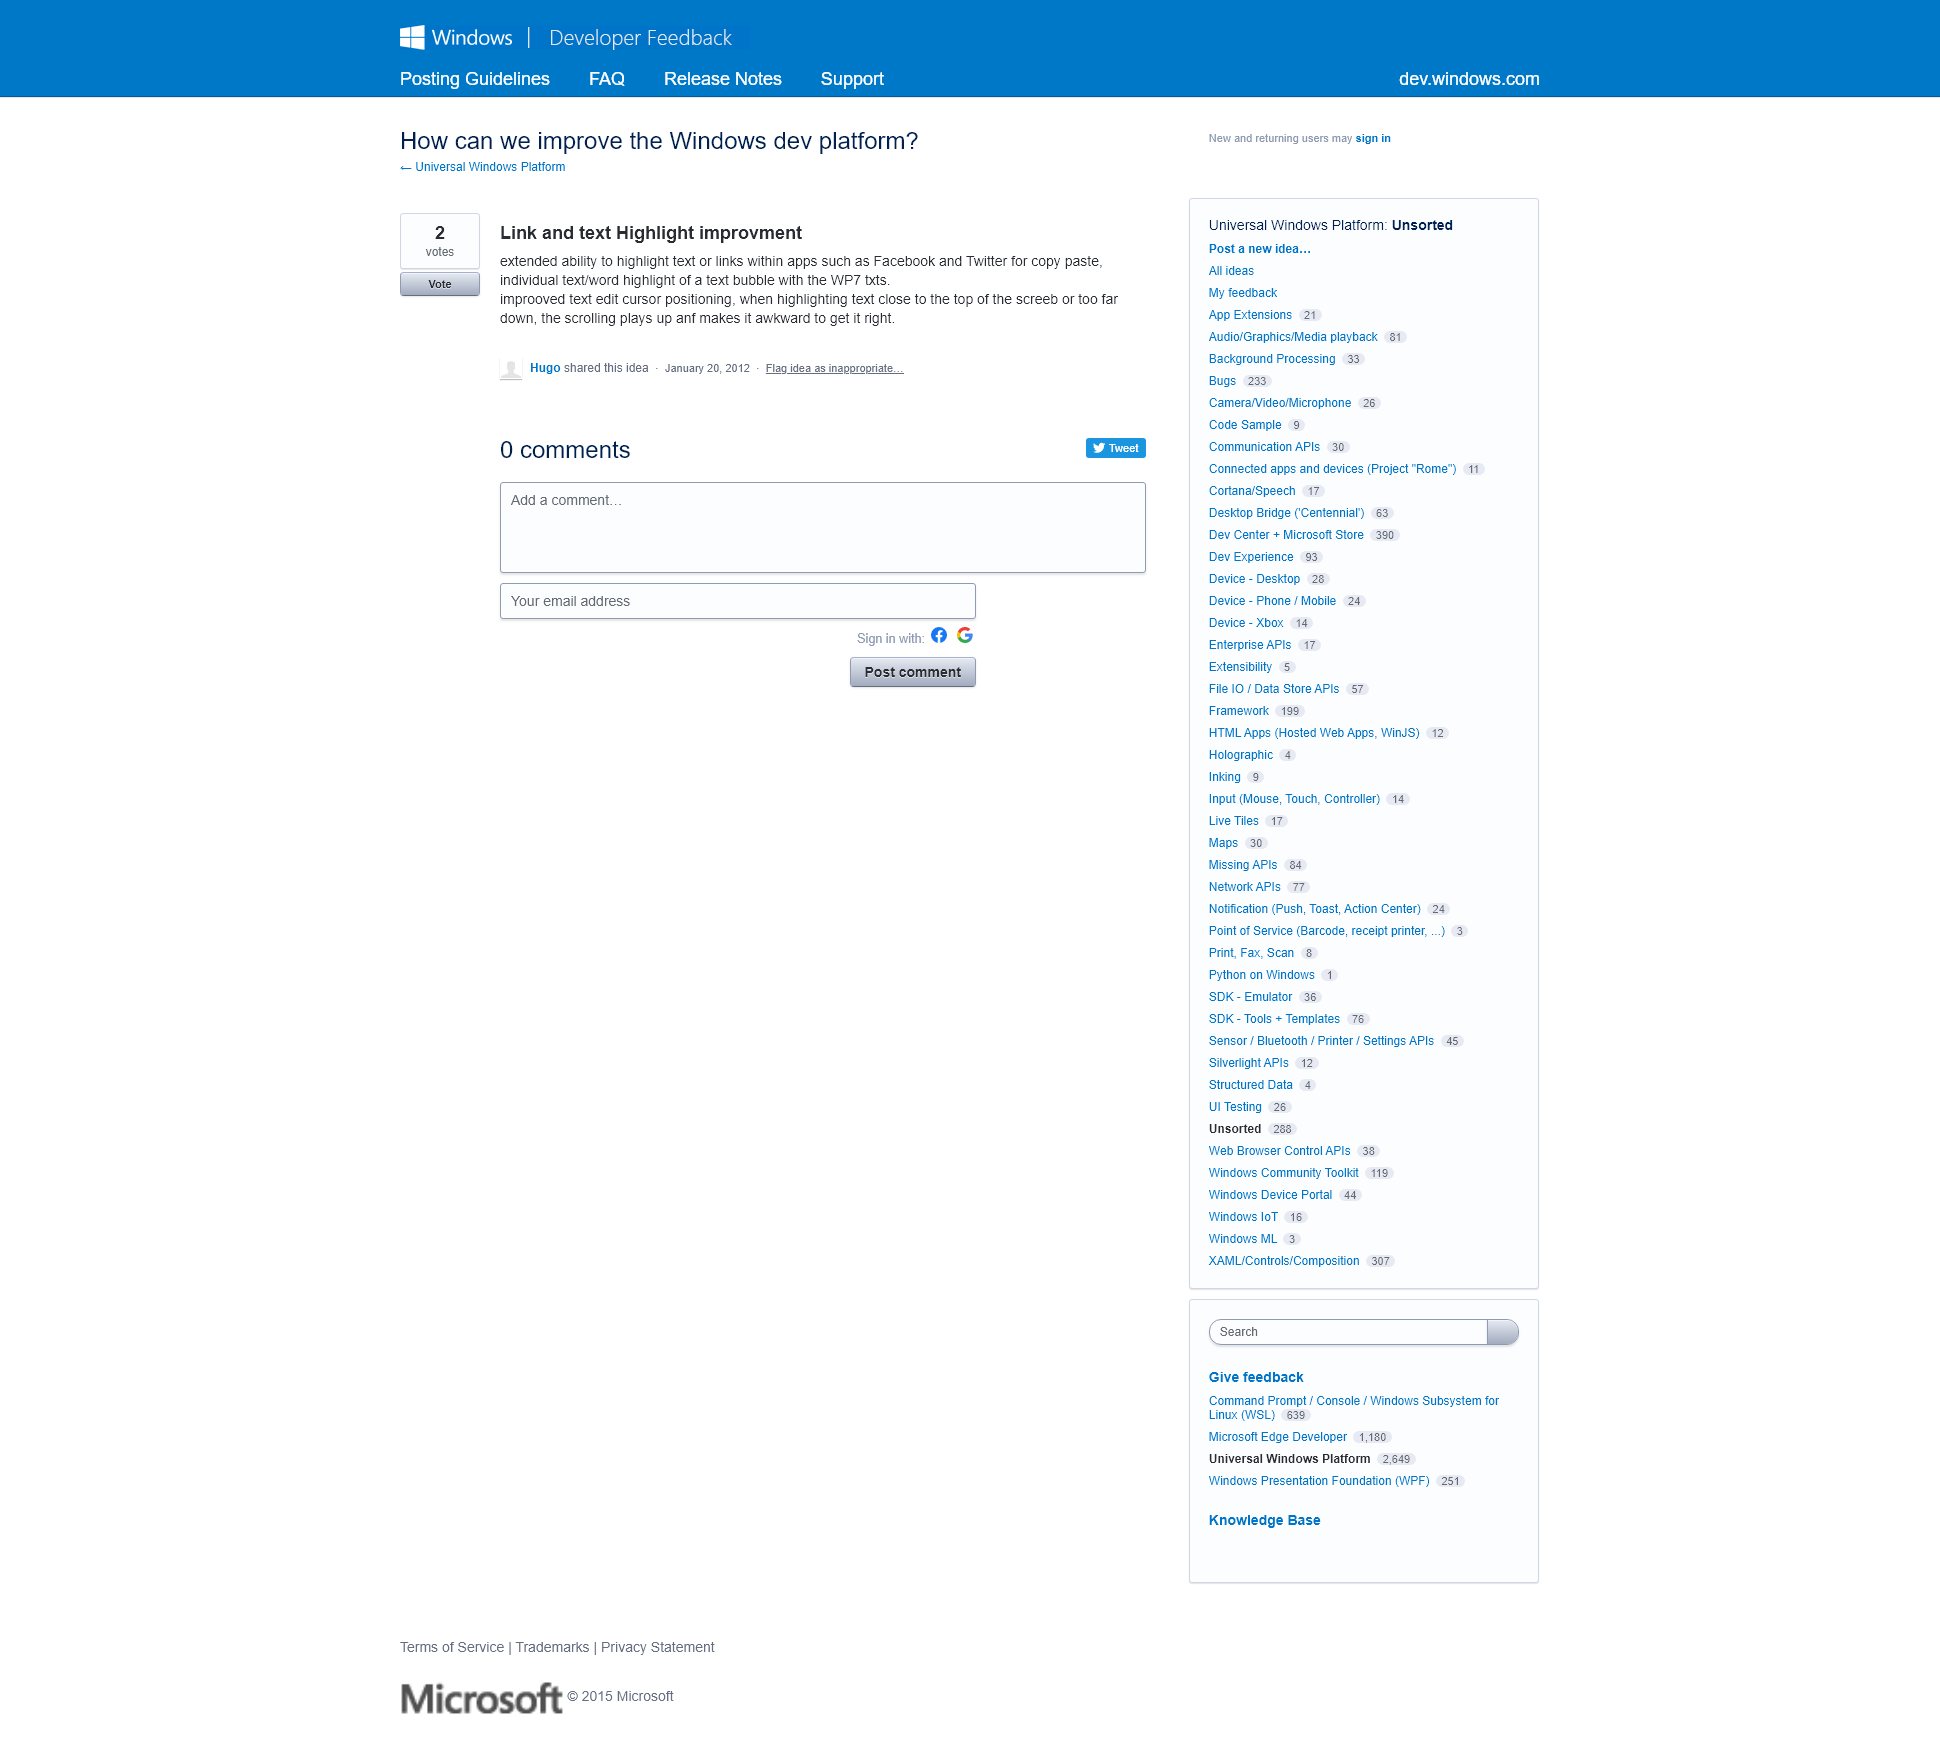 Windows | Developer Feedback
Posting Guidelines FAQ Release Notes Support dev.windows.com
How can we improve the Windows dev platform?
← Universal Windows Platform
New and returning users may sign in
2
votes
Vote
Link and text Highlight improvment
extended ability to highlight text or links within apps such as Facebook and Twitter for copy paste,
individual text/word highlight of a text bubble with the WP7 txts.
improoved text edit cursor positioning, when highlighting text close to the top of the screeb or too far
down, the scrolling plays up anf makes it awkward to get it right.
Hugo shared this idea · January 20, 2012 · Flag idea as inappropriate…
0 comments
Tweet
Add a comment…
Your email address
Sign in with:
Post comment
Universal Windows Platform: Unsorted
Post a new idea…
All ideas
My feedback
App Extensions 21
Audio/Graphics/Media playback 81
Background Processing 33
Bugs 233
Camera/Video/Microphone 26
Code Sample 9
Communication APIs 30
Connected apps and devices (Project "Rome") 11
Cortana/Speech 17
Desktop Bridge ('Centennial') 63
Dev Center + Microsoft Store 390
Dev Experience 93
Device - Desktop 28
Device - Phone / Mobile 24
Device - Xbox 14
Enterprise APIs 17
Extensibility 5
File IO / Data Store APIs 57
Framework 199
HTML Apps (Hosted Web Apps, WinJS) 12
Holographic 4
Inking 9
Input (Mouse, Touch, Controller) 14
Live Tiles 17
Maps 30
Missing APIs 84
Network APIs 77
Notification (Push, Toast, Action Center) 24
Point of Service (Barcode, receipt printer, ...) 3
Print, Fax, Scan 8
Python on Windows 1
SDK - Emulator 36
SDK - Tools + Templates 76
Sensor / Bluetooth / Printer / Settings APIs 45
Silverlight APIs 12
Structured Data 4
UI Testing 26
Unsorted 288
Web Browser Control APIs 38
Windows Community Toolkit 119
Windows Device Portal 44
Windows IoT 16
Windows ML 3
XAML/Controls/Composition 307
Search
Give feedback
Command Prompt / Console / Windows Subsystem for
Linux (WSL) 639
Microsoft Edge Developer 1,180
Universal Windows Platform 2,649
Windows Presentation Foundation (WPF) 251
Knowledge Base
Terms of Service | Trademarks | Privacy Statement
Microsoft © 2015 Microsoft